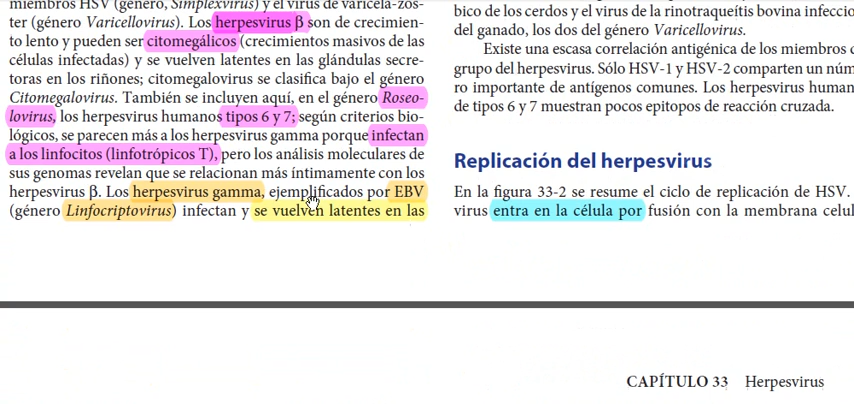 miembros HSV (género, Simplexvirus) y el virus de varicela-zós-
ter (género Varicellovirus). Los herpesvirus β son de crecimien-
to lento y pueden ser citomegálicos (crecimientos masivos de las
células infectadas) y se vuelven latentes en las glándulas secre-
toras en los riñones; citomegalovirus se clasifica bajo el género
Citomegalovirus. También se incluyen aquí, en el género Roseo-
lovirus, los herpesvirus humanos tipos 6 y 7; según criterios bio-
lógicos, se parecen más a los herpesvirus gamma porque infectan
a los linfocitos (linfotrópicos T), pero los análisis moleculares de
sus genomas revelan que se relacionan más íntimamente con los
herpesvirus β. Los herpesvirus gamma, ejemplificados por EBV
(género Linfocriptovirus) infectan y se vuelven latentes en las
bico de los cerdos y el virus de la rinotraqueítis bovina infeccio
del ganado, los dos del género Varicellovirus.
Existe una escasa correlación antigénica de los miembros d
grupo del herpesvirus. Sólo HSV-1 y HSV-2 comparten un núm
ro importante de antígenos comunes. Los herpesvirus human
de tipos 6 y 7 muestran pocos epitopos de reacción cruzada.
Replicación del herpesvirus
En la figura 33-2 se resume el ciclo de replicación de HSV.
virus entra en la célula por fusión con la membrana celul
CAPÍTULO 33 Herpesvirus